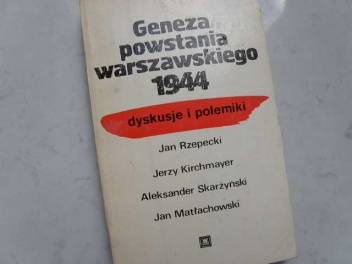 Geneza
powstania
warszawskiego
1944
dyskusje i polemiki
Jan Rzepecki
Jerzy Kirchmayer
Aleksander Skarżyński
Jan Matłachowski